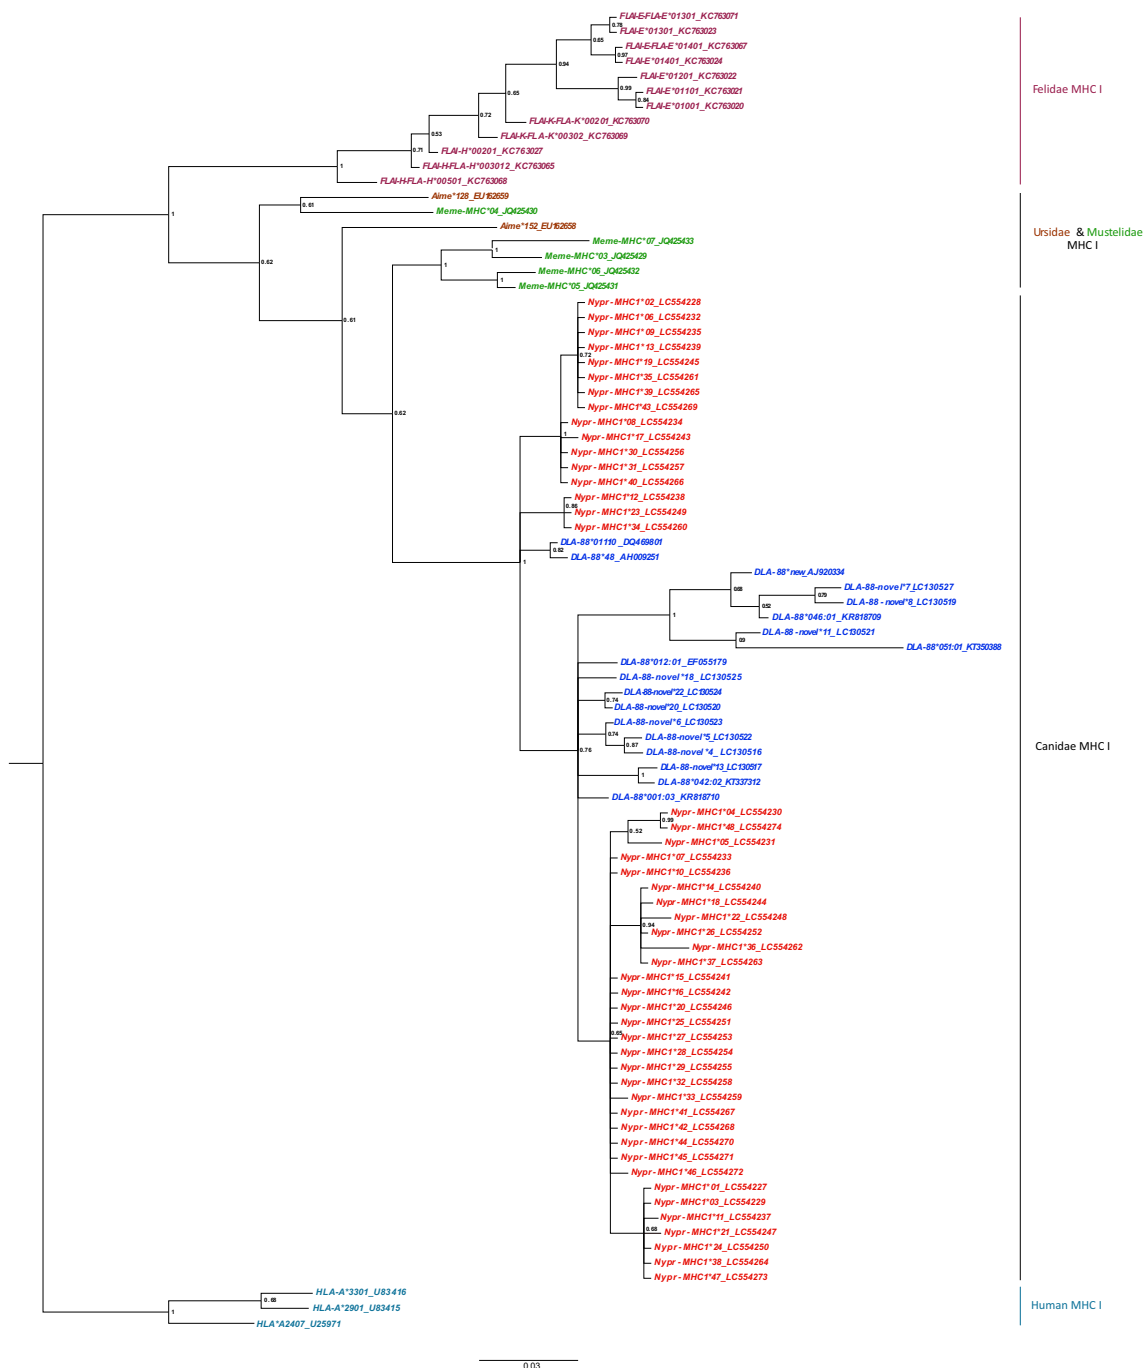 FLAI-E-FLA-E*01301_KC763071
0.78
FLAI-E*01301_KC763023
0.65
FLAI-E-FLA-E*01401_KC763067
0.97
FLAI-E*01401_KC763024
0.94
FLAI-E*01201_KC763022
0.99
FLAI-E*01101_KC763021
Felidae MHC I
0.65
0.84
FLAI-E*01001_KC763020
0.72
FLAI-K-FLA-K*00201_KC763070
0.53
FLAI-K-FLA-K*00302_KC763069
0.71
FLAI-H*00201_KC763027
1
FLAI-H-FLA-H*003012_KC763065
FLAI-H-FLA-H*00501_KC763068
Aime*128_EU162659
0.61
1
Meme-MHC*04_JQ425430
Aime*152_EU162658
Ursidae & Mustelidae
MHC I
Meme-MHC*07_JQ425433
1
Meme-MHC*03_JQ425429
0.62
1
Meme-MHC*06_JQ425432
1
Meme-MHC*05_JQ425431
Nypr-MHC1*02_LC554228
Nypr-MHC1*06_LC554232
0.61
Nypr-MHC1*09_LC554235
Nypr-MHC1*13_LC554239
0.72
Nypr-MHC1*19_LC554245
Nypr-MHC1*35_LC554261
Nypr-MHC1*39_LC554265
Nypr-MHC1*43_LC554269
0.62
Nypr-MHC1*08_LC554234
1
Nypr-MHC1*17_LC554243
Nypr-MHC1*30_LC554256
Nypr-MHC1*31_LC554257
Nypr-MHC1*40_LC554266
Nypr-MHC1*12_LC554238
0.86
Nypr-MHC1*23_LC554249
Nypr-MHC1*34_LC554260
DLA-88*01110_DQ469801
0.82
DLA-88*48_AH009251
1
DLA-88*new_AJ920334
0.68
DLA-88-novel*7_LC130527
0.79
DLA-88-novel*8_LC130519
0.52
DLA-88*046:01_KR818709
1
DLA-88-novel*11_LC130521
0.9
DLA-88*051:01_KT350388
DLA-88*012:01_EF055179
DLA-88-novel*18_LC130525
DLA-88-novel*22_LC130524
0.74
DLA-88-novel*20_LC130520
DLA-88-novel*6_LC130523
0.74
DLA-88-novel*5_LC130522
0.87
DLA-88-novel*4_LC130516
0.76
Canidae MHC I
DLA-88-novel*13_LC130517
1
DLA-88*042:02_KT337312
DLA-88*001:03_KR818710
Nypr-MHC1*04_LC554230
0.99
Nypr-MHC1*48_LC554274
0.52
Nypr-MHC1*05_LC554231
Nypr-MHC1*07_LC554233
Nypr-MHC1*10_LC554236
Nypr-MHC1*14_LC554240
Nypr-MHC1*18_LC554244
Nypr-MHC1*22_LC554248
0.94
Nypr-MHC1*26_LC554252
Nypr-MHC1*36_LC554262
Nypr-MHC1*37_LC554263
Nypr-MHC1*15_LC554241
Nypr-MHC1*16_LC554242
Nypr-MHC1*20_LC554246
Nypr-MHC1*25_LC554251
0.65
Nypr-MHC1*27_LC554253
Nypr-MHC1*28_LC554254
Nypr-MHC1*29_LC554255
Nypr-MHC1*32_LC554258
Nypr-MHC1*33_LC554259
Nypr-MHC1*41_LC554267
Nypr-MHC1*42_LC554268
Nypr-MHC1*44_LC554270
Nypr-MHC1*45_LC554271
Nypr-MHC1*46_LC554272
Nypr-MHC1*01_LC554227
Nypr-MHC1*03_LC554229
Nypr-MHC1*11_LC554237
0.68
Nypr-MHC1*21_LC554247
Nypr-MHC1*24_LC554250
Nypr-MHC1*38_LC554264
Nypr-MHC1*47_LC554273
HLA-A*3301_U83416
0.68
HLA-A*2901_U83415
Human MHC I
1
HLA*A2407_U25971
0.03